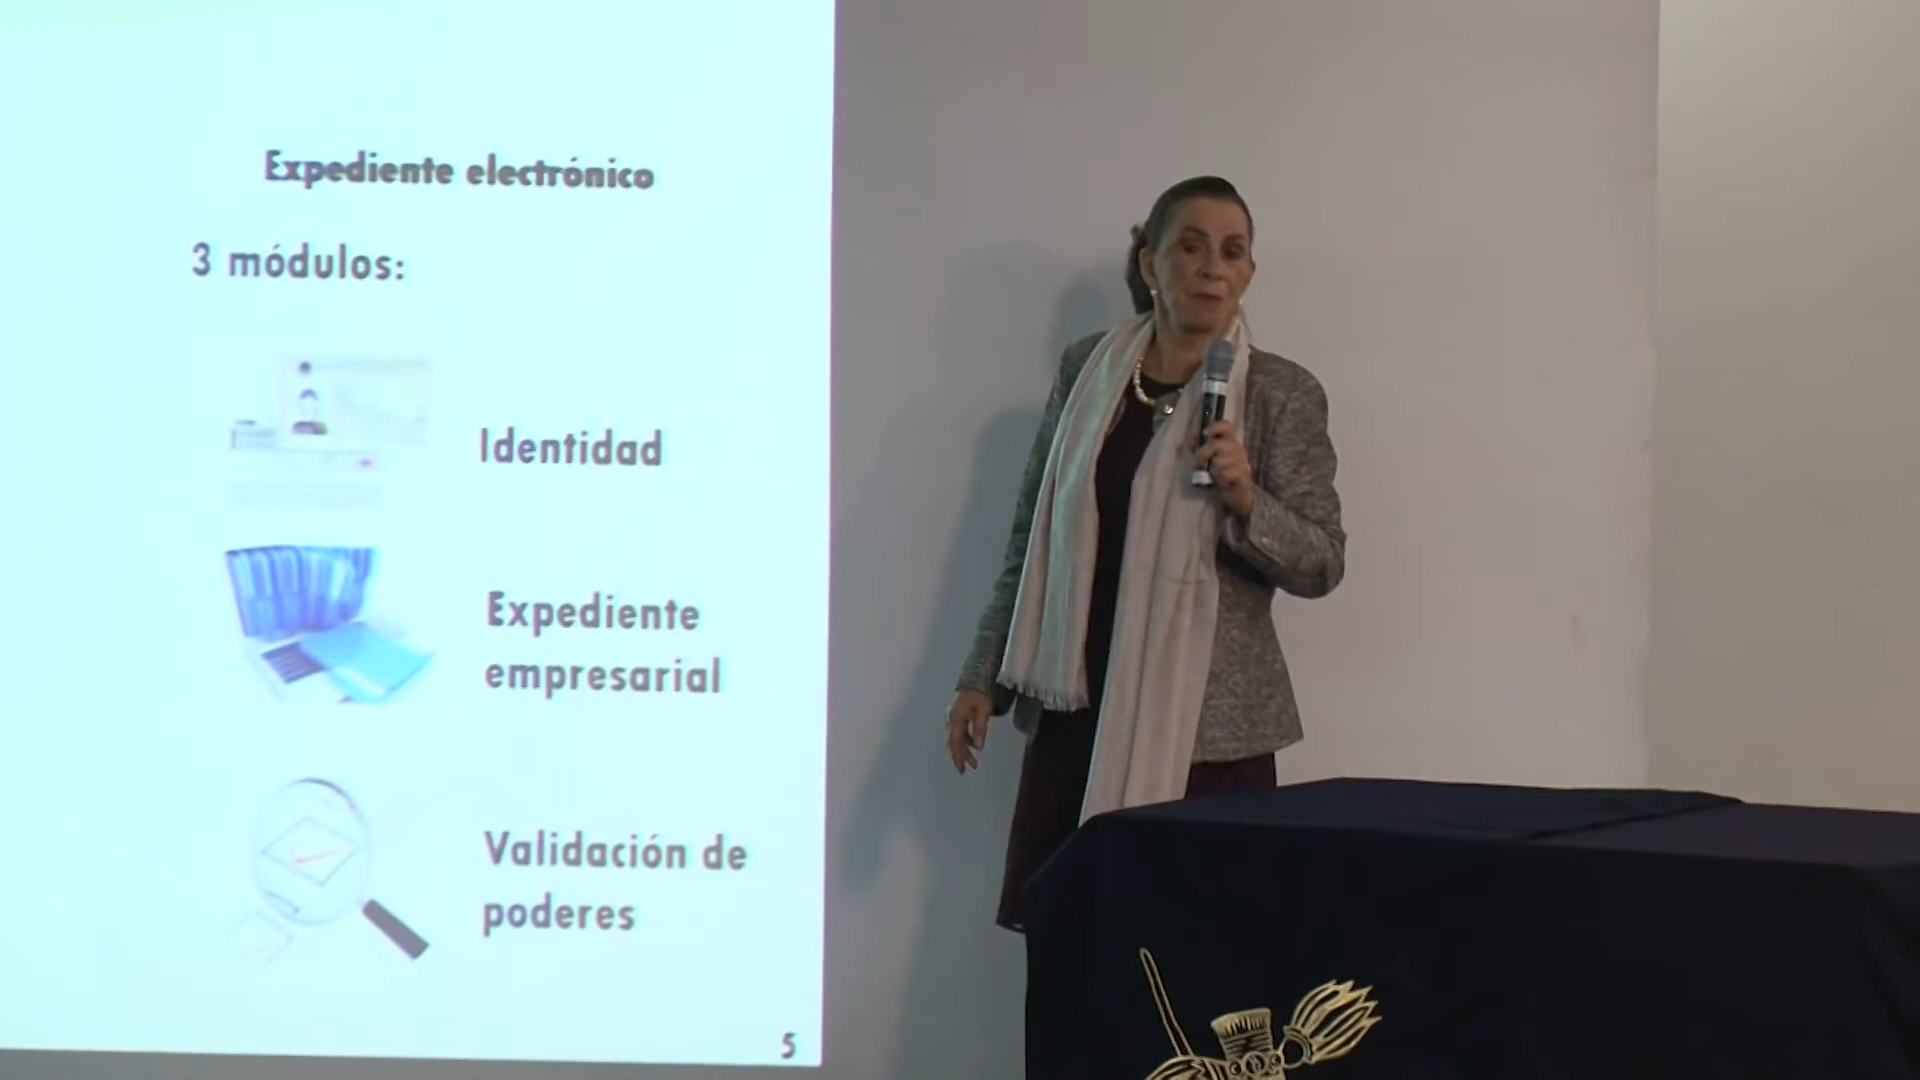 Expediente electrónico
3 módulos:
Identidad
Expediente
empresarial
Validación de
poderes
5